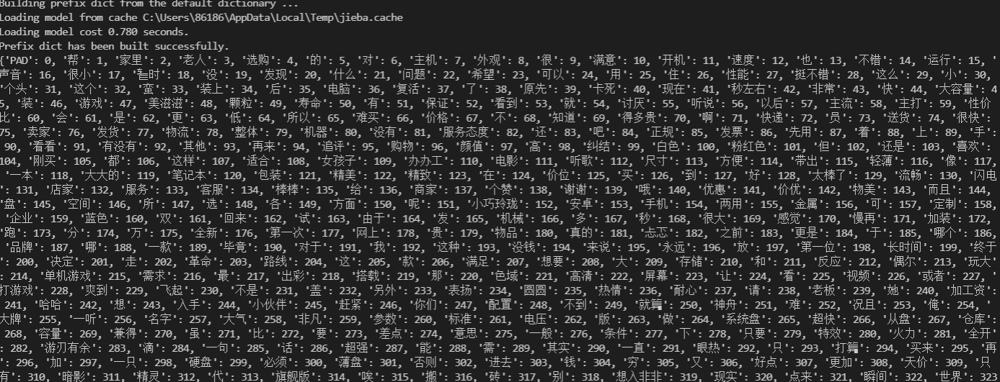 Building prefix dict from the default dictionary ...
Loading model from cache C:\Users\86186\AppData\Local\Temp\jieba.cache
Loading model cost 0.780 seconds.
Prefix dict has been built successfully.
{'PAD': 0, '帮': 1, '家里': 2, '老人': 3, '选购': 4, '的': 5, '对': 6, '主机': 7, '外观': 8, '很': 9, '满意': 10, '开机': 11, '速度': 12, '也': 13, '不错': 14, '运行': 15, '
声音': 16, '很小': 17, '暂时': 18, '没': 19, '发现': 20, '什么': 21, '问题': 22, '希望': 23, '可以': 24, '用': 25, '住': 26, '性能': 27, '挺不错': 28, '这么': 29, '小': 30,
'个头': 31, '这个': 32, '蛮': 33, '装上': 34, '后': 35, '电脑': 36, '复活': 37, '了': 38, '原先': 39, '卡死': 40, '现在': 41, '秒左右': 42, '非常': 43, '快': 44, '大容量': 4
5, '装': 46, '游戏': 47, '美滋滋': 48, '颗粒': 49, '寿命': 50, '有': 51, '保证': 52, '看到': 53, '就': 54, '讨厌': 55, '听说': 56, '以后': 57, '主流': 58, '主打': 59, '性价
比': 60, '会': 61, '是': 62, '更': 63, '低': 64, '所以': 65, '难买': 66, '价格': 67, '不': 68, '知道': 69, '得多贵': 70, '啊': 71, '快递': 72, '员': 73, '送货': 74, '很快':
75, '卖家': 76, '发货': 77, '物流': 78, '整体': 79, '机器': 80, '没有': 81, '服务态度': 82, '还': 83, '吧': 84, '正规': 85, '发票': 86, '先用': 87, '着': 88, '上': 89, '手'
: 90, '看看': 91, '有没有': 92, '其他': 93, '再来': 94, '追评': 95, '购物': 96, '颜值': 97, '高': 98, '纠结': 99, '白色': 100, '粉红色': 101, '但': 102, '还是': 103, '喜欢':
104, '刚买': 105, '都': 106, '这样': 107, '适合': 108, '女孩子': 109, '办办工': 110, '电影': 111, '听歌': 112, '尺寸': 113, '方便': 114, '带出': 115, '轻薄': 116, '像': 117,
'一本': 118, '大大的': 119, '笔记本': 120, '包装': 121, '精美': 122, '精致': 123, '在': 124, '价位': 125, '买': 126, '到': 127, '好': 128, '太棒了': 129, '流畅': 130, '闪电
': 131, '店家': 132, '服务': 133, '客服': 134, '棒棒': 135, '给': 136, '商家': 137, '个赞': 138, '谢谢': 139, '哦': 140, '优惠': 141, '价优': 142, '物美': 143, '而且': 144,
'盘': 145, '空间': 146, '所': 147, '选': 148, '各': 149, '方面': 150, '呢': 151, '小巧玲珑': 152, '安卓': 153, '手机': 154, '两用': 155, '金属': 156, '可': 157, '定制': 158,
'企业': 159, '蓝色': 160, '双': 161, '回来': 162, '试': 163, '由于': 164, '发': 165, '机械': 166, '多': 167, '秒': 168, '很大': 169, '感觉': 170, '慢再': 171, '加装': 172,
'跑': 173, '分': 174, '万': 175, '全新': 176, '第一次': 177, '网上': 178, '贵': 179, '物品': 180, '真的': 181, '忐忑': 182, '之前': 183, '更是': 184, '于': 185, '哪个': 186,
'品牌': 187, '哪': 188, '一款': 189, '毕竟': 190, '对于': 191, '我': 192, '这种': 193, '没钱': 194, '来说': 195, '永远': 196, '放': 197, '第一位': 198, '长时间': 199, '终于
': 200, '决定': 201, '走': 202, '革命': 203, '路线': 204, '这': 205, '款': 206, '满足': 207, '想要': 208, '大': 209, '存储': 210, '和': 211, '反应': 212, '偶尔': 213, '玩大'
: 214, '单机游戏': 215, '需求': 216, '最': 217, '出彩': 218, '搭载': 219, '那': 220, '色域': 221, '高清': 222, '屏幕': 223, '让': 224, '看': 225, '视频': 226, '或者': 227, '
打游戏': 228, '爽到': 229, '飞起': 230, '不是': 231, '盖': 232, '另外': 233, '表扬': 234, '圆圆': 235, '热情': 236, '耐心': 237, '请': 238, '老板': 239, '她': 240, '加工资':
241, '哈哈': 242, '想': 243, '入手': 244, '小伙伴': 245, '赶紧': 246, '你们': 247, '配置': 248, '不到': 249, '就算': 250, '神舟': 251, '难': 252, '况且': 253, '俺': 254, '
大牌': 255, '一听': 256, '名字': 257, '大气': 258, '非凡': 259, '参数': 260, '标准': 261, '电压': 262, '版': 263, '做': 264, '系统盘': 265, '超快': 266, '从盘': 267, '仓库':
268, '容量': 269, '兼得': 270, '虽': 271, '比': 272, '要': 273, '差点': 274, '意思': 275, '一般': 276, '条件': 277, '下': 278, '只要': 279, '特效': 280, '火力': 281, '全开'
: 282, '游刃有余': 283, '滴': 284, '一句': 285, '话': 286, '超强': 287, '能': 288, '需': 289, '其实': 290, '一直': 291, '眼热': 292, '只': 293, '打算': 294, '买来': 295, '再
': 296, '加': 297, '一只': 298, '硬盘': 299, '必须': 300, '薄盘': 301, '否则': 302, '进去': 303, '钱': 304, '穷': 305, '又': 306, '好点': 307, '更加': 308, '天价': 309, '只
有': 310, '暗影': 311, '精灵': 312, '代': 313, '旗舰版': 314, '唉': 315, '搬': 316, '砖': 317, '别': 318, '想入非非': 319, '现实': 320, '点来': 321, '瞬间': 322, '世界': 323